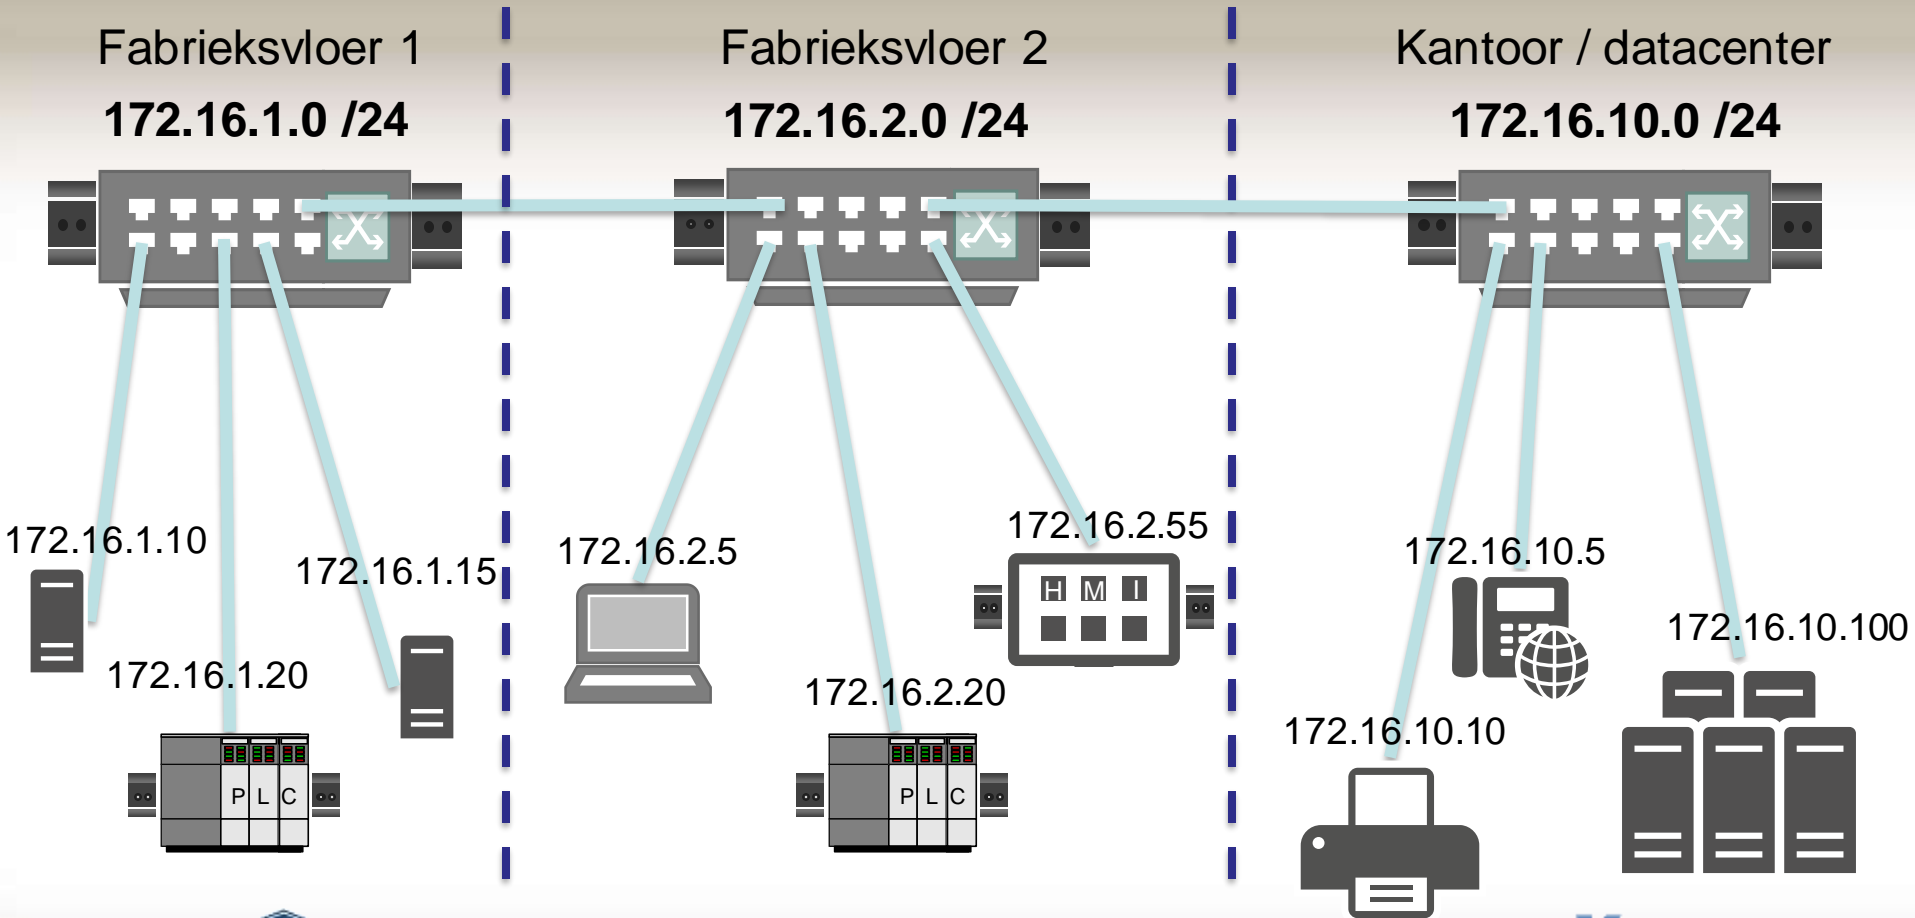 Fabrieksvloer 1
172.16.1.0 /24
Fabrieksvloer 2
172.16.2.0 /24
Kantoor / datacenter
172.16.10.0 /24
172.16.1.10
172.16.1.15
172.16.1.20
P L C
172.16.2.5
172.16.2.55
H M I
172.16.2.20
P L C
172.16.10.5
172.16.10.100
172.16.10.10